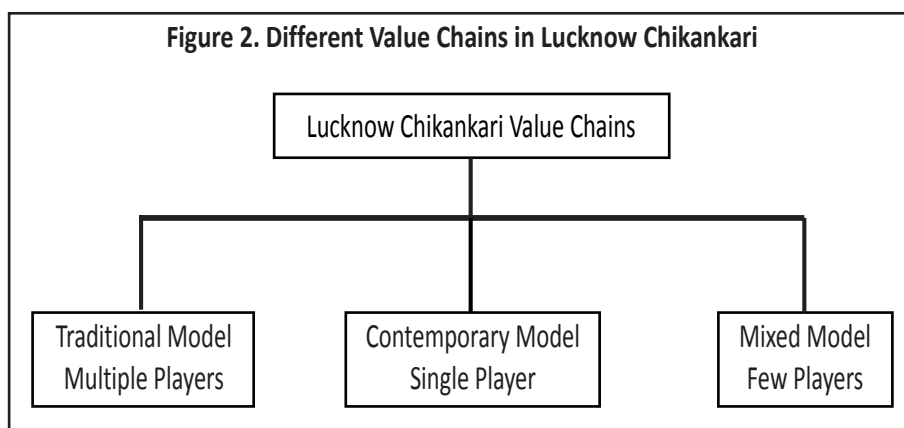 Figure 2. Different Value Chains in Lucknow Chikankari
Lucknow Chikankari Value Chains
Traditional Model
Multiple Players
Contemporary Model
Single Player
Mixed Model
Few Players